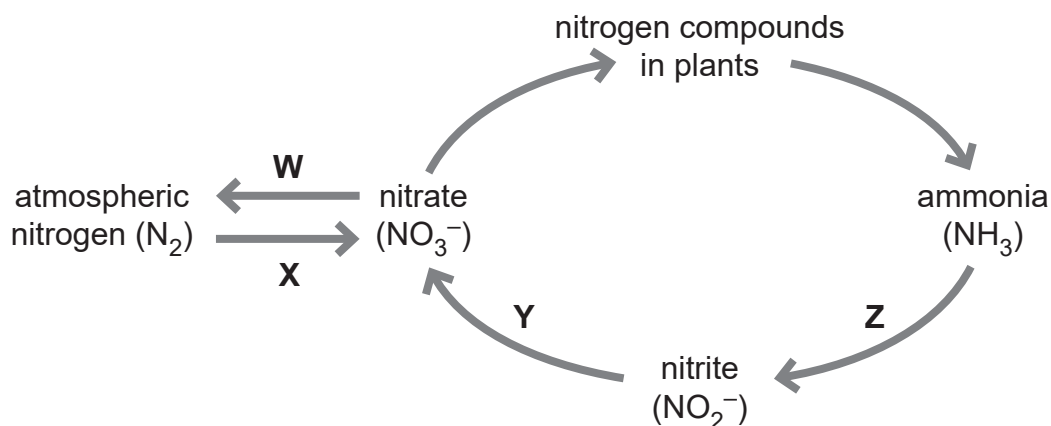 nitrogen compounds
in plants
W
atmospheric
nitrogen (N₂)
X
nitrate
(NO₃⁻)
ammonia
(NH₃)
Y
Z
nitrite
(NO₂⁻)